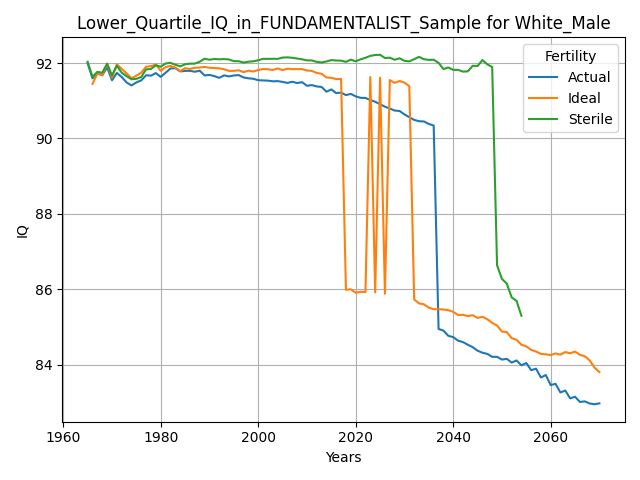 Lower_Quartile_IQ_in_FUNDAMENTALIST_Sample for White_Male
Fertility
Actual
Ideal
Sterile
IQ
92
90
88
86
84
1960 1980 2000 2020 2040 2060
Years